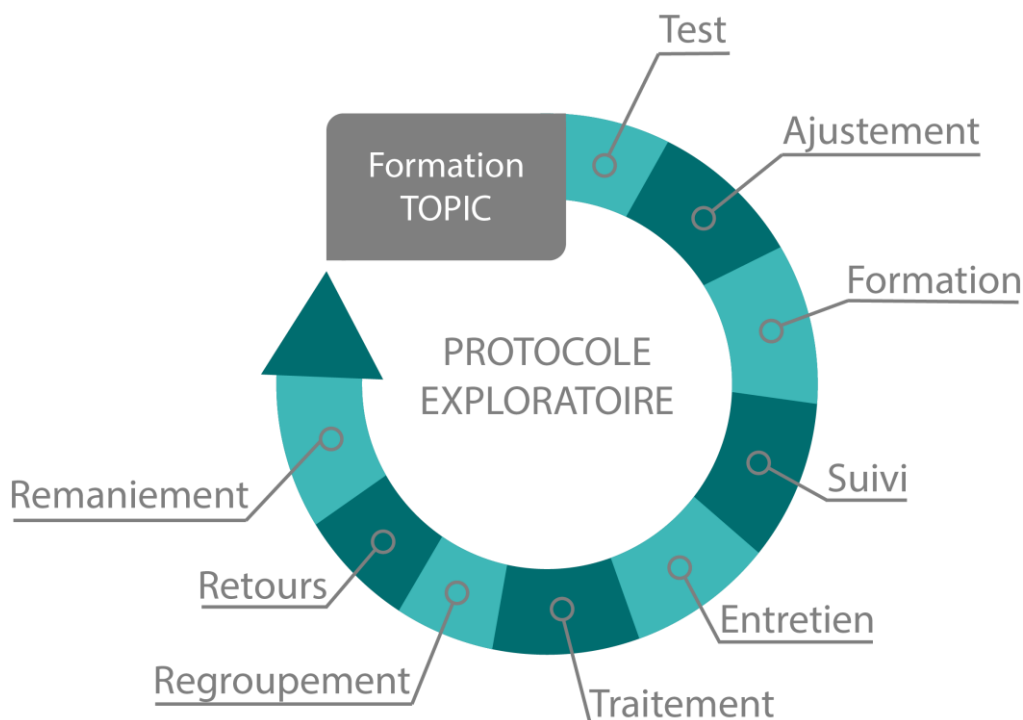 Test
Ajustement
Formation
TOPIC
Formation
PROTOCOLE
EXPLORATOIRE
Suivi
Remaniement
Retours
Entretien
Regroupement
Traitement